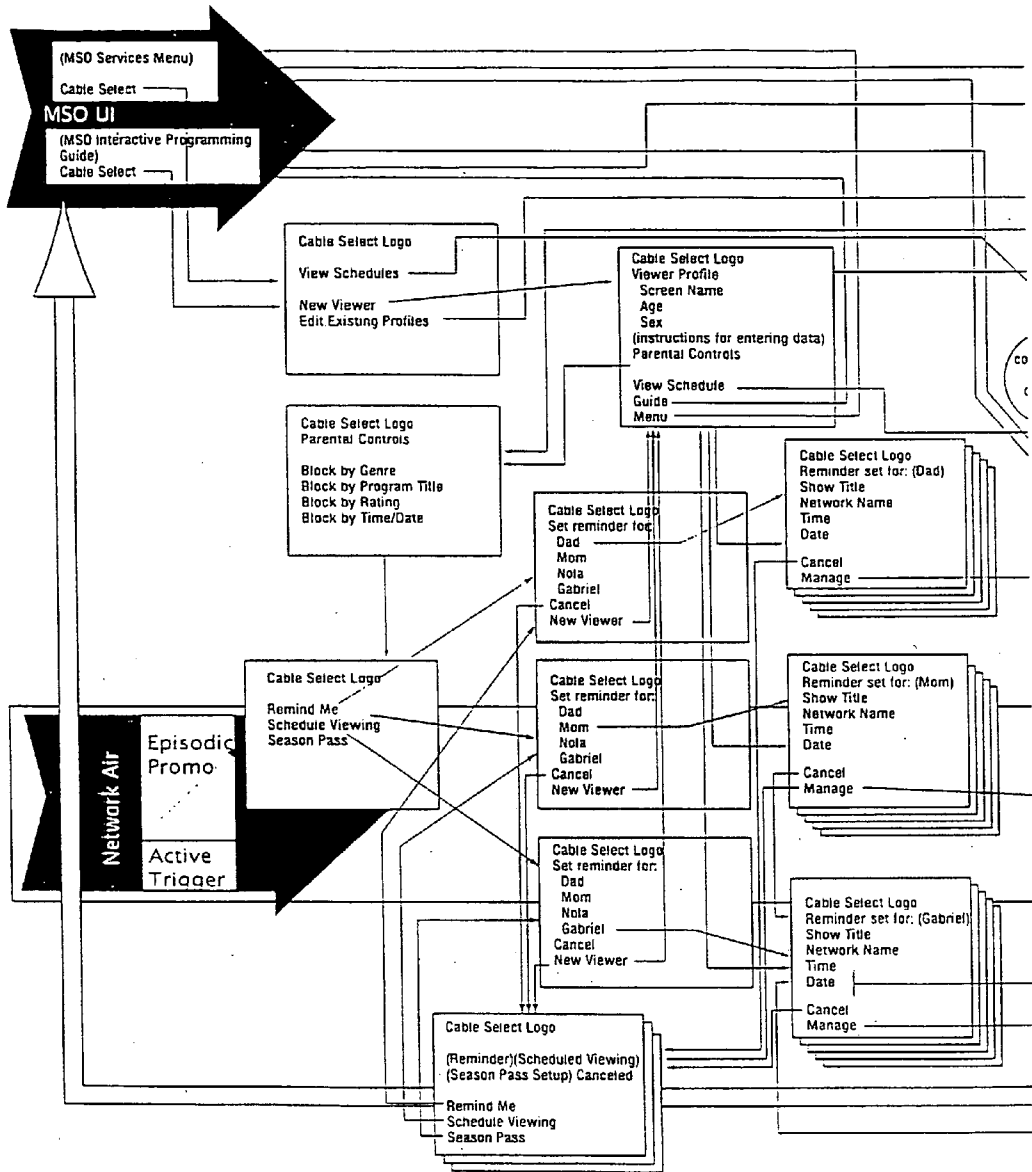 (MSO Services Menu)
Cable Select
MSO UI
(MSO Interactive Programming
Guide)
Cable Select
Cable Select Logo
View Schedules
New Viewer
Edit Existing Profiles
Cable Select Logo
Viewer Profile
Screen Name
Age
Sex
(instructions for entering data)
Parental Controls
View Schedule
Guide
Menu
Cable Select Logo
Parental Controls
Block by Genre
Block by Program Title
Block by Rating
Block by Time/Date
Cable Select Logo
Set reminder for:
Dad
Mom
Nola
Gabriel
Cancel
New Viewer
Cable Select Logo
Reminder set for: (Dad)
Show Title
Network Name
Time
Date
Cancel
Manage
Cable Select Logo
Remind Me
Schedule Viewing
Season Pass
Network Air
Episodic
Promo
Active
Trigger
Cable Select Logo
Set reminder for:
Dad
Mom
Nola
Gabriel
Cancel
New Viewer
Cable Select Logo
Reminder set for: (Mom)
Show Title
Network Name
Time
Date
Cancel
Manage
Cable Select Logo
Set reminder for:
Dad
Mom
Nola
Gabriel
Cancel
New Viewer
Cable Select Logo
Reminder set for: (Gabriel)
Show Title
Network Name
Time
Date
Cancel
Manage
Cable Select Logo
(Reminder)(Scheduled Viewing)
(Season Pass Setup) Canceled
Remind Me
Schedule Viewing
Season Pass